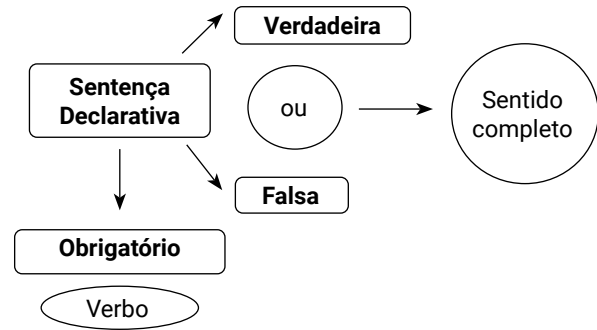 Verdadeira
Sentença
Declarativa
ou
Sentido
completo
Falsa
Obrigatório
Verbo